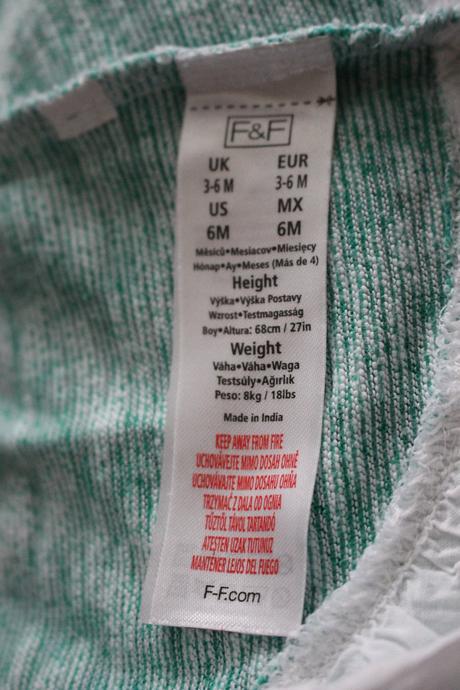 F&F
UK EUR
3-6 M 3-6 M
US MX
6M 6M
Měsíců•Mesiacov•Miesięcy
Hónap•Ay•Meses (Más de 4)
Height
Výška•Výška Postavy
Wzrost•Testmagasság
Boy•Altura: 68cm / 27in
Weight
Váha•Váha•Waga
Testsúly•Ağırlık
Peso: 8kg / 18lbs
Made in India
KEEP AWAY FROM FIRE
UCHOVÁVEJTE MIMO DOSAH OHNĚ
UCHOVÁVAJTE MIMO DOSAHU OHŇA
TRZYMAĆ Z DALA OD OGNIA
TŰZTŐL TÁVOL TARTANDÓ
ATEŞTEN UZAK TUTUNUZ
MANTENER LEJOS DEL FUEGO
F-F.com